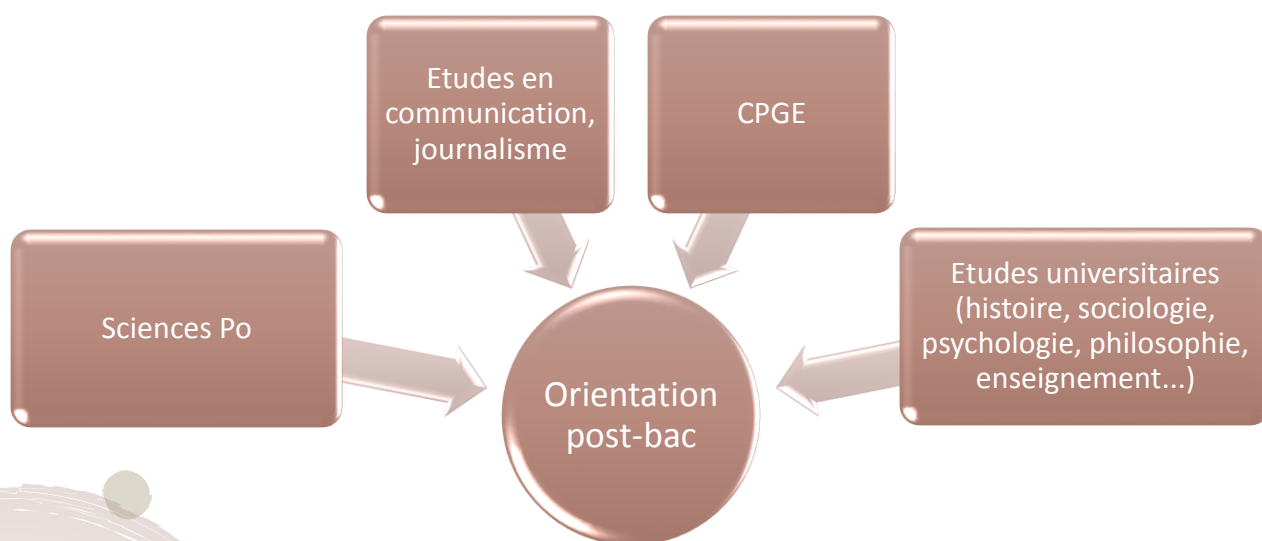 Etudes en
communication,
journalisme
CPGE
Sciences Po
Etudes universitaires
(histoire, sociologie,
psychologie, philosophie,
enseignement...)
Orientation
post-bac